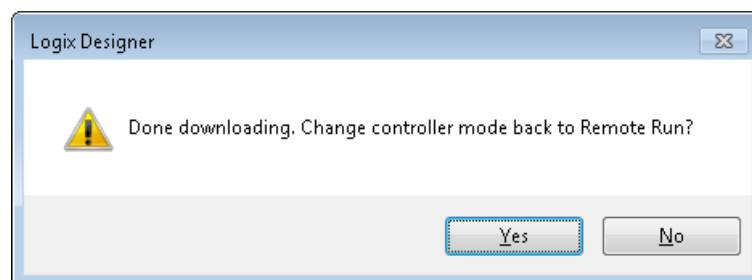 Logix Designer
Done downloading. Change controller mode back to Remote Run?
Yes No